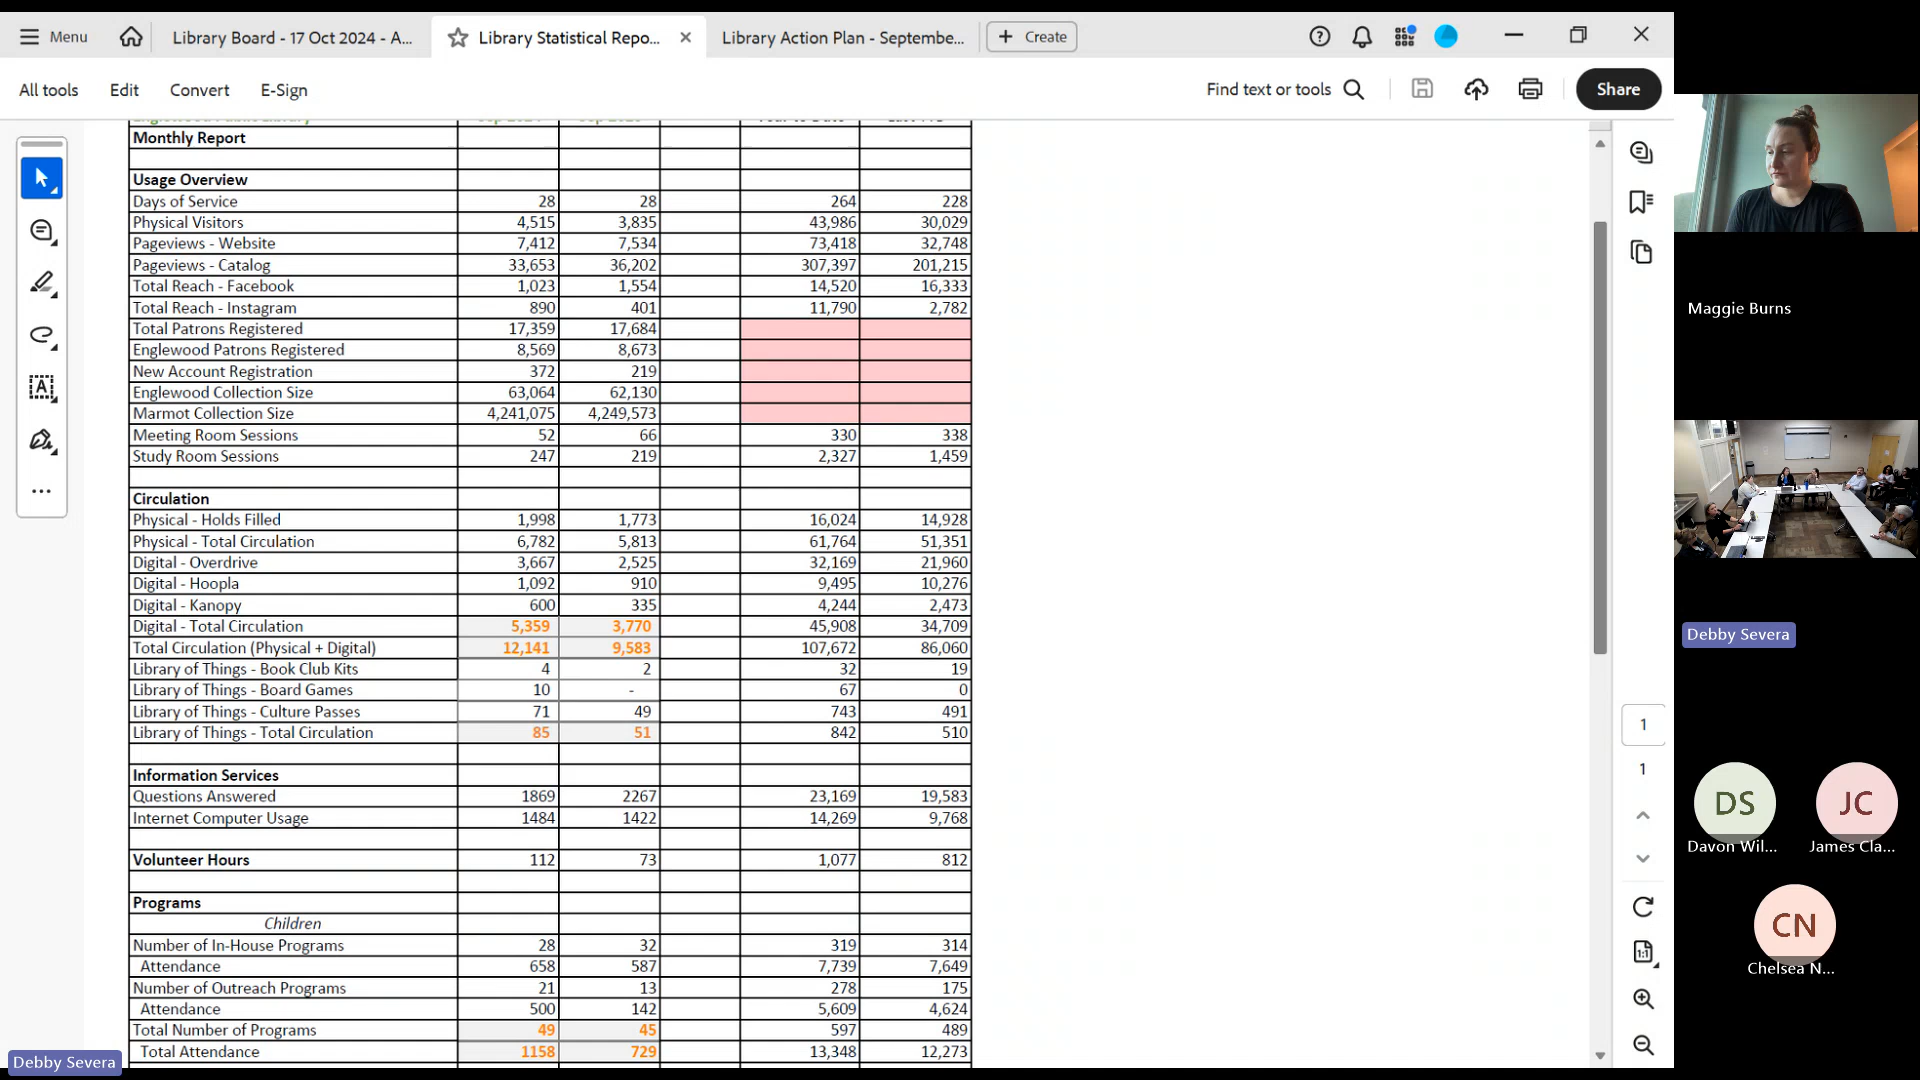 Menu
Library Board - 17 Oct 2024 - A...
Library Statistical Repo...
Library Action Plan - Septembe...
Create
All tools
Edit
Convert
E-Sign
Find text or tools
Share
Monthly Report
Usage Overview
Days of Service 28 28 264 228
Physical Visitors 4,515 3,835 43,986 30,029
Pageviews - Website 7,412 7,534 73,418 32,748
Pageviews - Catalog 33,653 36,202 307,397 201,215
Total Reach - Facebook 1,023 1,554 14,520 16,333
Total Reach - Instagram 890 401 11,790 2,782
Total Patrons Registered 17,359 17,684
Englewood Patrons Registered 8,569 8,673
New Account Registration 372 219
Englewood Collection Size 63,064 62,130
Marmot Collection Size 4,241,075 4,249,573
Meeting Room Sessions 52 66 330 338
Study Room Sessions 247 219 2,327 1,459
Circulation
Physical - Holds Filled 1,998 1,773 16,024 14,928
Physical - Total Circulation 6,782 5,813 61,764 51,351
Digital - Overdrive 3,667 2,525 32,169 21,960
Digital - Hoopla 1,092 910 9,495 10,276
Digital - Kanopy 600 335 4,244 2,473
Digital - Total Circulation 5,359 3,770 45,908 34,709
Total Circulation (Physical + Digital) 12,141 9,583 107,672 86,060
Library of Things - Book Club Kits 4 2 32 19
Library of Things - Board Games 10 - 67 0
Library of Things - Culture Passes 71 49 743 491
Library of Things - Total Circulation 85 51 842 510
Information Services
Questions Answered 1869 2267 23,169 19,583
Internet Computer Usage 1484 1422 14,269 9,768
Volunteer Hours 112 73 1,077 812
Programs
Children
Number of In-House Programs 28 32 319 314
Attendance 658 587 7,739 7,649
Number of Outreach Programs 21 13 278 175
Attendance 500 142 5,609 4,624
Total Number of Programs 49 45 597 489
Total Attendance 1158 729 13,348 12,273
1
1
1:1
Debby Severa
Maggie Burns
Debby Severa
DS
Davon Wil...
JC
James Cla...
CN
Chelsea N...